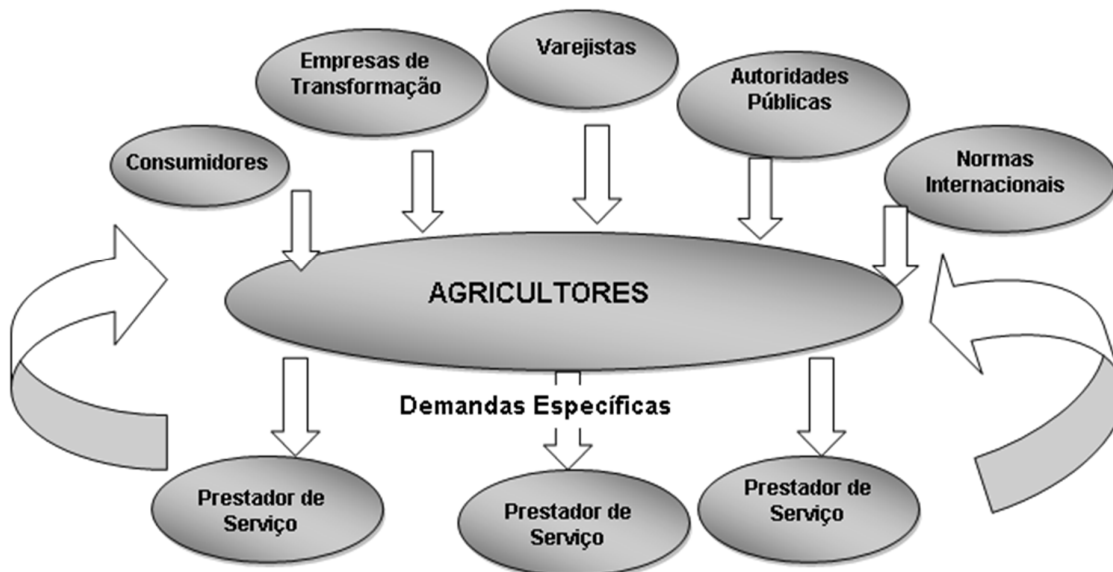 Empresas de
Transformação
Varejistas
Autoridades
Públicas
Consumidores
Normas
Internacionais
AGRICULTORES
Demandas Específicas
Prestador de
Serviço
Prestador de
Serviço
Prestador de
Serviço